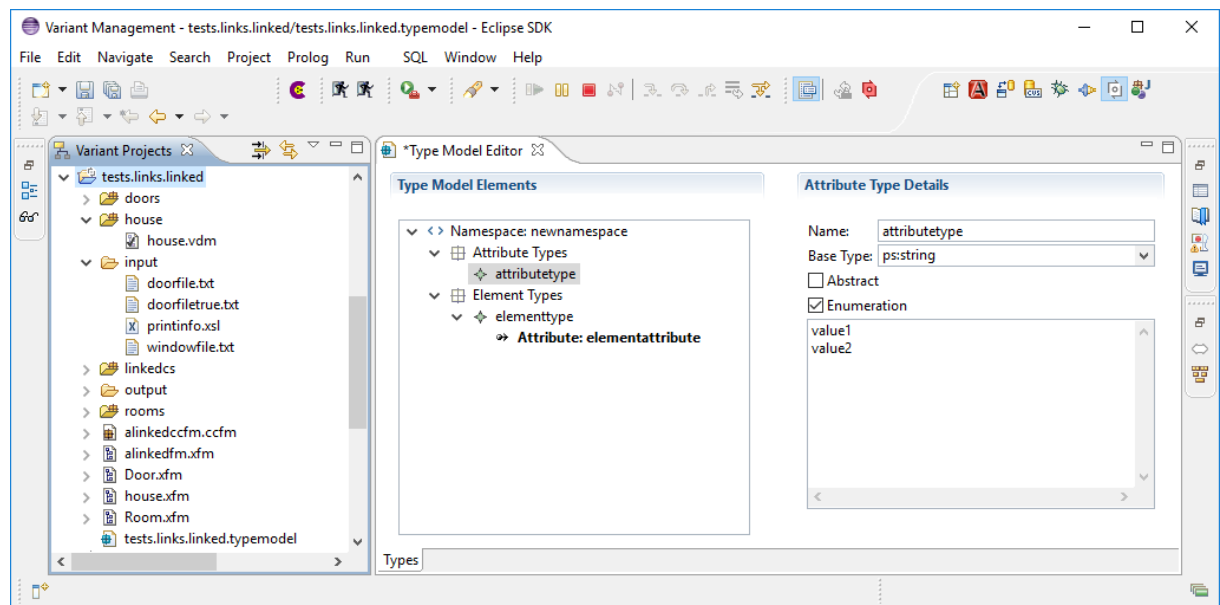 Variant Management - tests.links.linked/tests.links.linked.typemodel - Eclipse SDK
File Edit Navigate Search Project Prolog Run SQL Window Help
Variant Projects
tests.links.linked
doors
house
house.vdm
input
doorfile.txt
doorfiletrue.txt
printinfo.xsl
windowfile.txt
linkedcs
output
rooms
alinkedccfm.ccfm
alinkedfm.xfm
Door.xfm
house.xfm
Room.xfm
tests.links.linked.typemodel
*Type Model Editor
Type Model Elements
Namespace: newnamespace
Attribute Types
attributetype
Element Types
elementtype
Attribute: elementattribute
Types
Attribute Type Details
Name: attributetype
Base Type: ps:string
Abstract
Enumeration
value1
value2